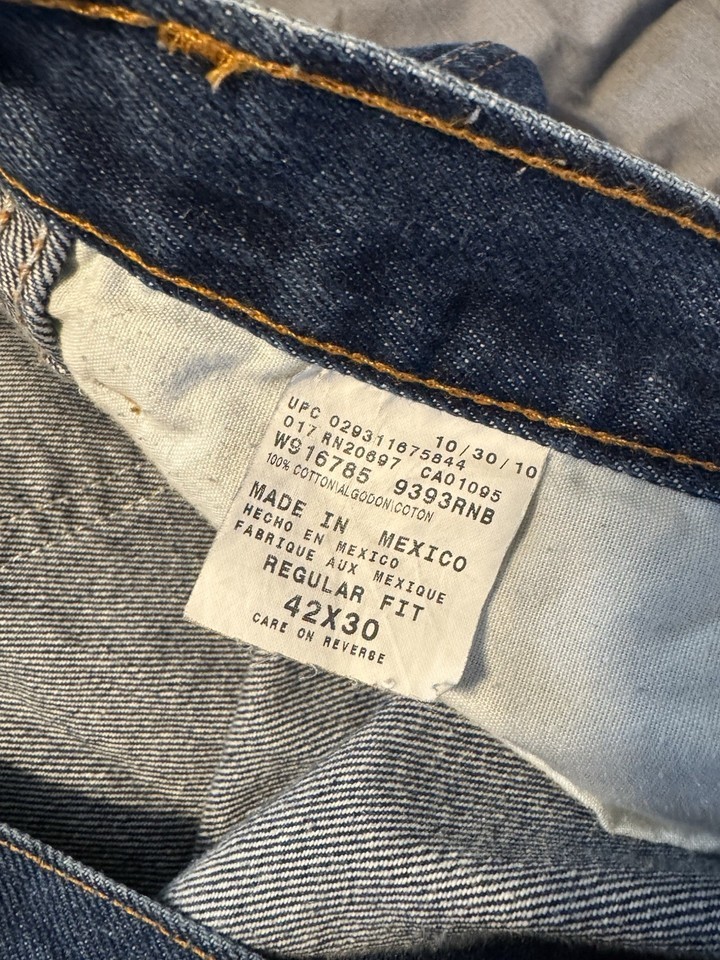 10/30/10
UPC 029311675844
017 RN20697 CA01095
W916785 9393RNB
100% COTTON\ALGODON\COTON
MADE IN MEXICO
HECHO EN MEXICO
FABRIQUE AUX MEXIQUE
REGULAR FIT
42X30
CARE ON REVERSE